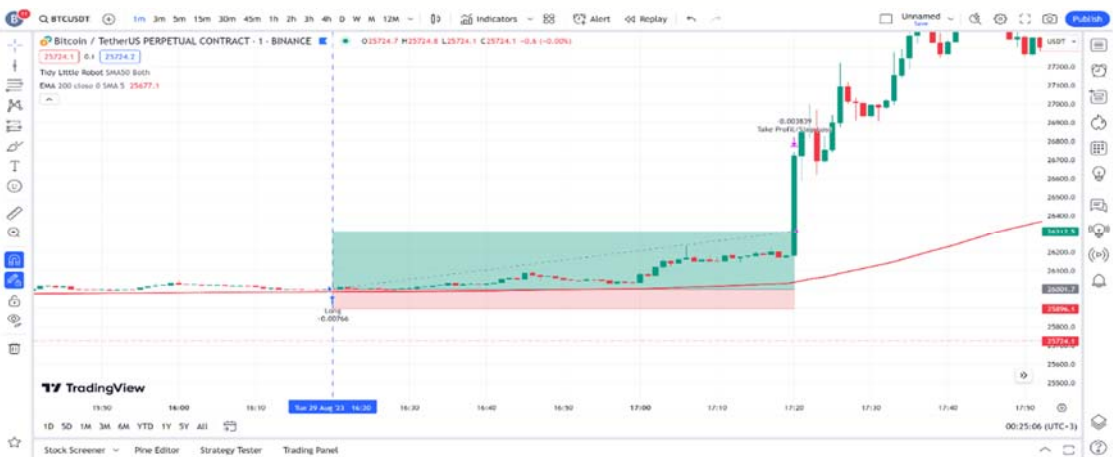 BTCUSDT 1m 3m 5m 15m 30m 45m 1h 2h 3h 4h D W M 12M Indicators Alert Replay Unnamed Save Publish
Bitcoin / TetherUS PERPETUAL CONTRACT · 1 · BINANCE O25724.7 H25724.8 L25724.1 C25724.1 −0.6 (−0.00%) USDT
25724.1 0.1 25724.2
Tidy Little Robot SMA50 Both
EMA 200 close 0 SMA 5 25677.1
27200.0
27100.0
27000.0
26900.0
-0.003839
Take Profit/
26800.0
26700.0
26600.0
26500.0
26400.0
26200.0
26100.0
26001.7
25896.1
Long
-0.00766
25800.0
25724.1
25600.0
25500.0
TradingView
15:50 16:00 16:10 Tue 29 Aug '23 16:20 16:30 16:40 16:50 17:00 17:10 17:20 17:30 17:40 17:50
1D 5D 1M 3M 6M YTD 1Y 5Y All 00:25:06 (UTC−3)
Stock Screener Pine Editor Strategy Tester Trading Panel